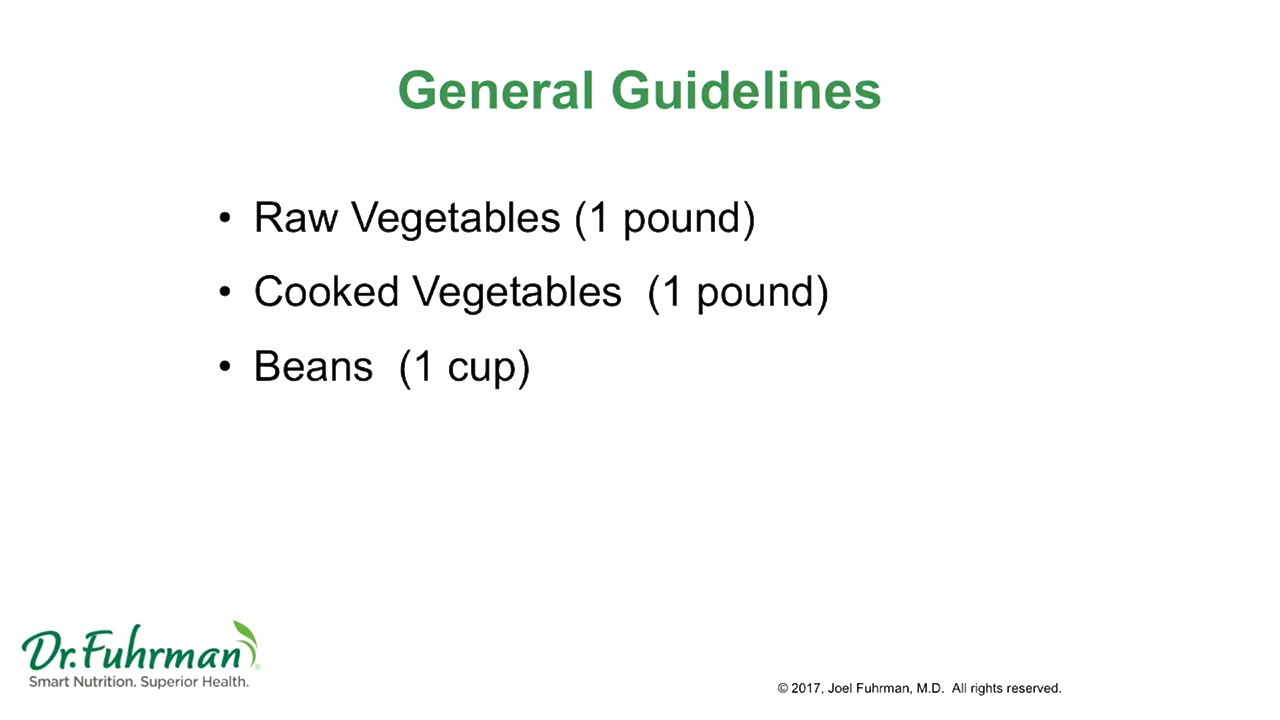 General Guidelines
• Raw Vegetables (1 pound)
• Cooked Vegetables  (1 pound)
• Beans  (1 cup)
Dr. Fuhrman®
Smart Nutrition. Superior Health.
© 2017, Joel Fuhrman, M.D.  All rights reserved.